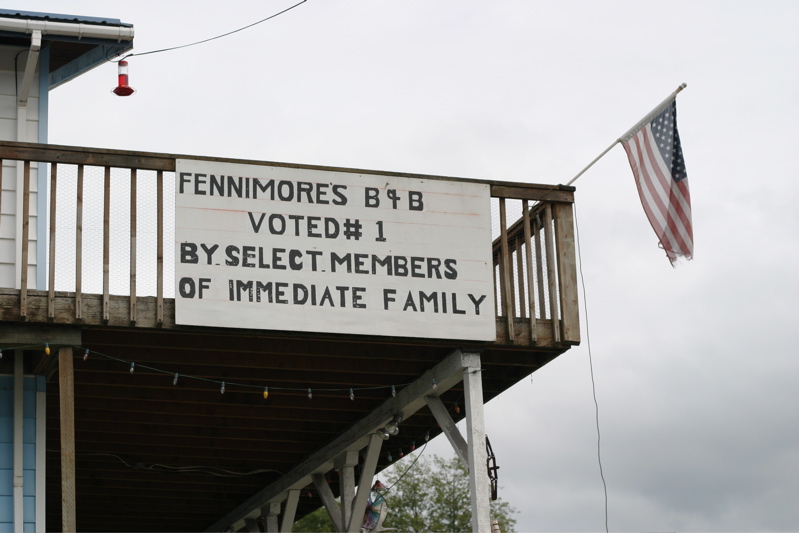 FENNIMORE'S B&B
VOTED #1
BY SELECT MEMBERS
OF IMMEDIATE FAMILY